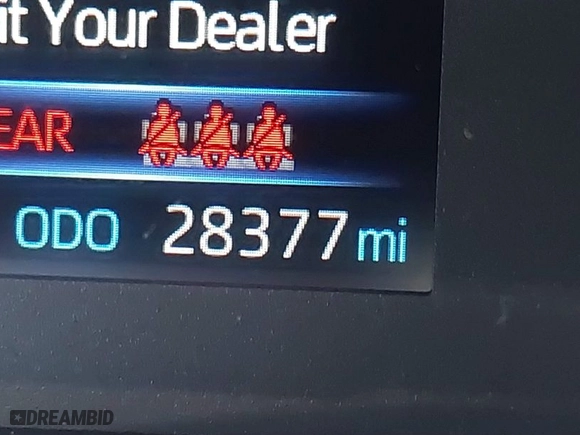 it Your Dealer
EAR
ODO 28377 mi
DREAMBID